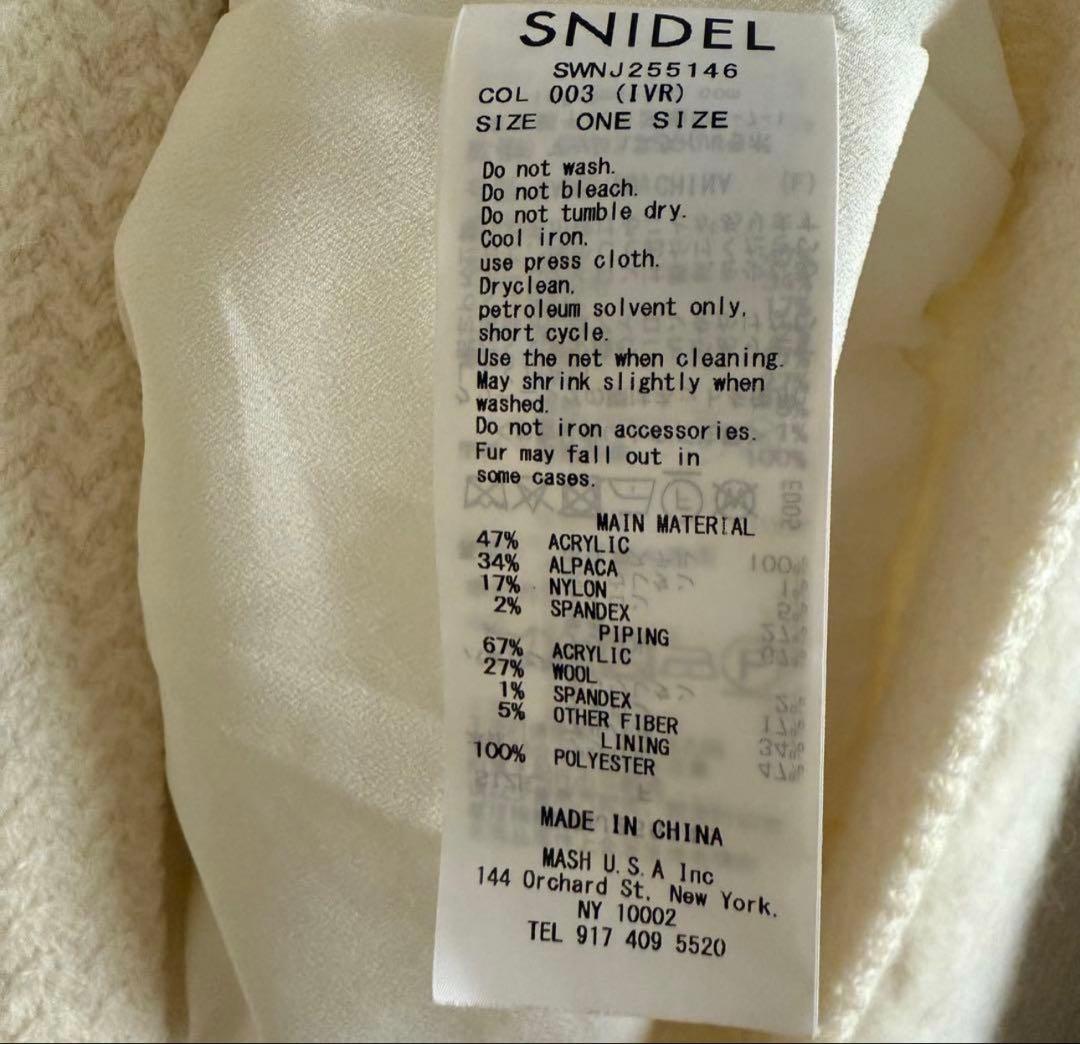 SNIDEL
SWNJ255146
COL 003 (IVR)
SIZE ONE SIZE
Do not wash.
Do not bleach.
Do not tumble dry.
Cool iron.
use press cloth.
Dryclean.
petroleum solvent only,
short cycle.
Use the net when cleaning.
May shrink slightly when
washed.
Do not iron accessories.
Fur may fall out in
some cases.
MAIN MATERIAL
47% ACRYLIC
34% ALPACA
17% NYLON
2% SPANDEX
PIPING
67% ACRYLIC
27% WOOL
1% SPANDEX
5% OTHER FIBER
LINING
100% POLYESTER
MADE IN CHINA
MASH U.S.A Inc
144 Orchard St. New York.
NY 10002
TEL 917 409 5520